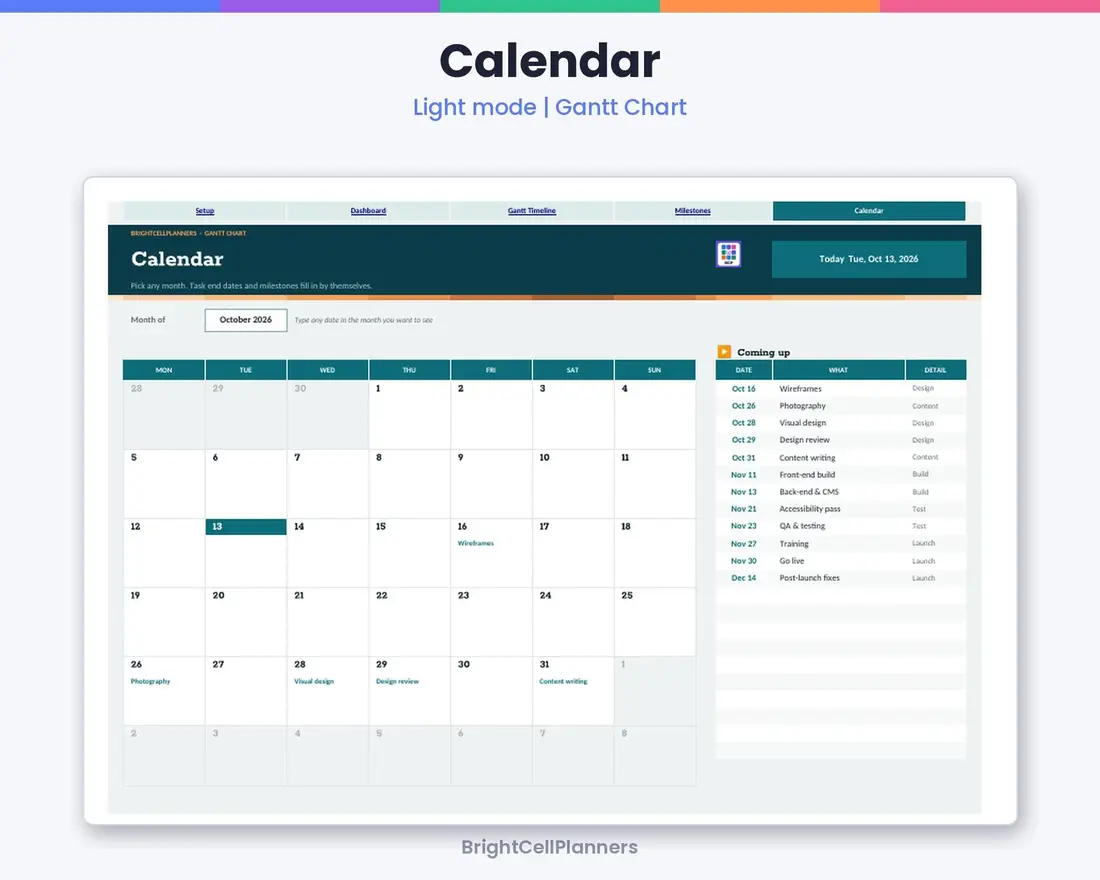 Calendar
Light mode | Gantt Chart
Setup Dashboard Gantt Timeline Milestones Calendar
BRIGHTCELLPLANNERS - GANTT CHART
Calendar
Today Tue, Oct 13, 2026
Pick any month. Task end dates and milestones fill in by themselves.
Month of October 2026 Type any date in the month you want to see
MON TUE WED THU FRI SAT SUN
28 29 30 1 2 3 4
5 6 7 8 9 10 11
12 13 14 15 16 17 18
Wireframes
19 20 21 22 23 24 25
26 27 28 29 30 31 1
Photography Visual design Design review Content writing
2 3 4 5 6 7 8
Coming up
DATE WHAT DETAIL
Oct 16 Wireframes Design
Oct 26 Photography Content
Oct 28 Visual design Design
Oct 29 Design review Design
Oct 31 Content writing Content
Nov 11 Front-end build Build
Nov 13 Back-end & CMS Build
Nov 21 Accessibility pass Test
Nov 23 QA & testing Test
Nov 27 Training Launch
Nov 30 Go live Launch
Dec 14 Post-launch fixes Launch
BrightCellPlanners